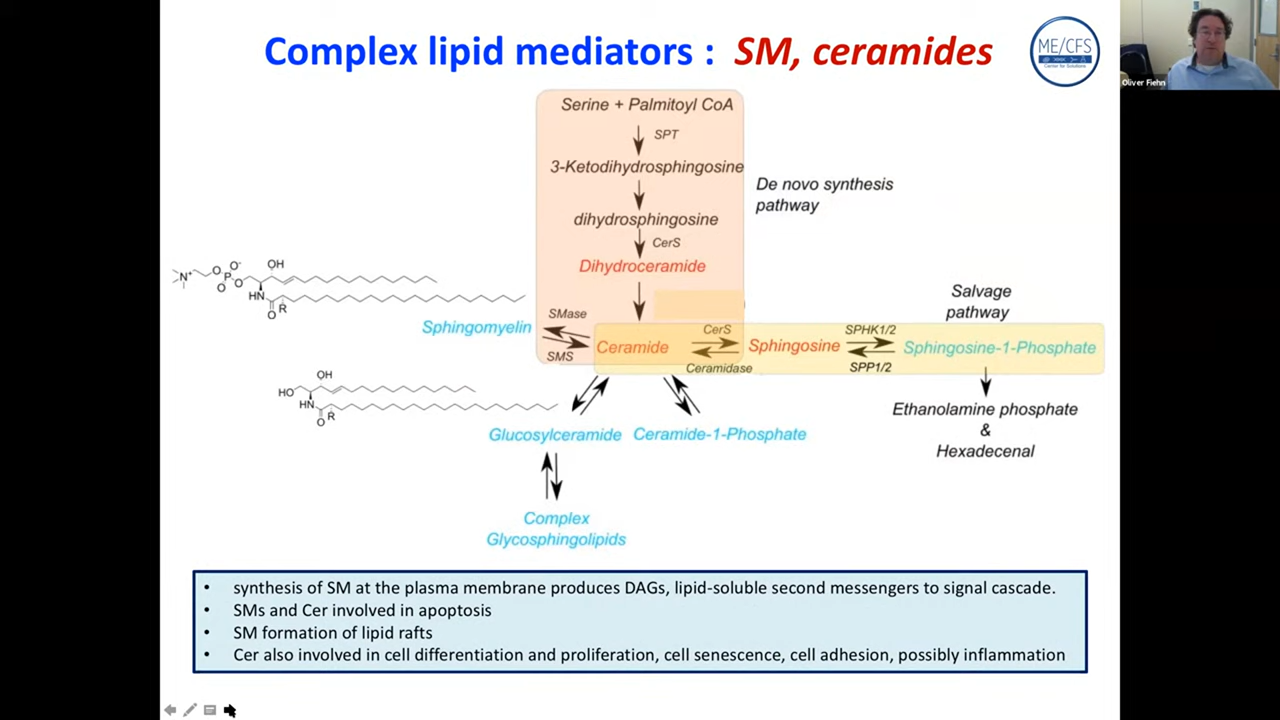 Complex lipid mediators : SM, ceramides
ME/CFS
Center for Solutions
Oliver Fiehn
Serine + Palmitoyl CoA
SPT
3-Ketodihydrosphingosine
De novo synthesis
pathway
dihydrosphingosine
CerS
Dihydroceramide
N+
O
P
O-
O
O
OH
HN
O
R
Sphingomyelin
SMase
SMS
Ceramide
CerS
Ceramidase
Sphingosine
SPHK1/2
SPP1/2
Salvage
pathway
Sphingosine-1-Phosphate
Ethanolamine phosphate
&
Hexadecenal
OH
HO
HN
O
R
Glucosylceramide
Ceramide-1-Phosphate
Complex
Glycosphingolipids
• synthesis of SM at the plasma membrane produces DAGs, lipid-soluble second messengers to signal cascade.
• SMs and Cer involved in apoptosis
• SM formation of lipid rafts
• Cer also involved in cell differentiation and proliferation, cell senescence, cell adhesion, possibly inflammation